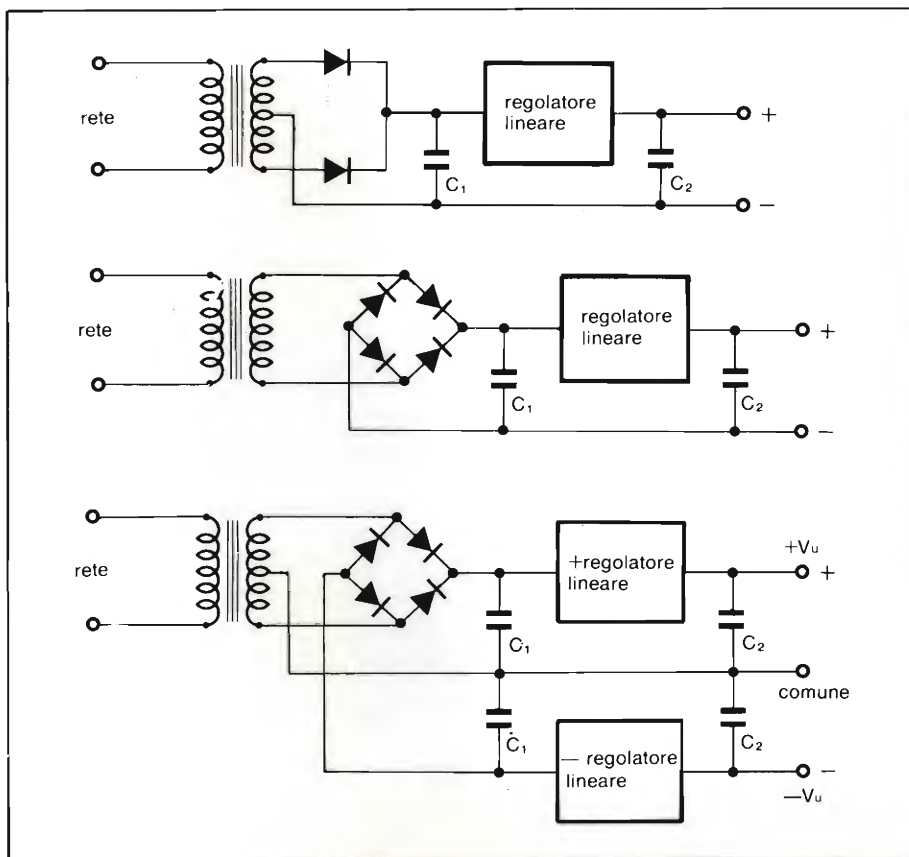 rete
regolatore
lineare
C₁
C₂
+
−
rete
regolatore
lineare
C₁
C₂
+
−
rete
+regolatore
lineare
+Vu
+
C₁
C₂
comune
C₁
C₂
− regolatore
lineare
−
−Vu